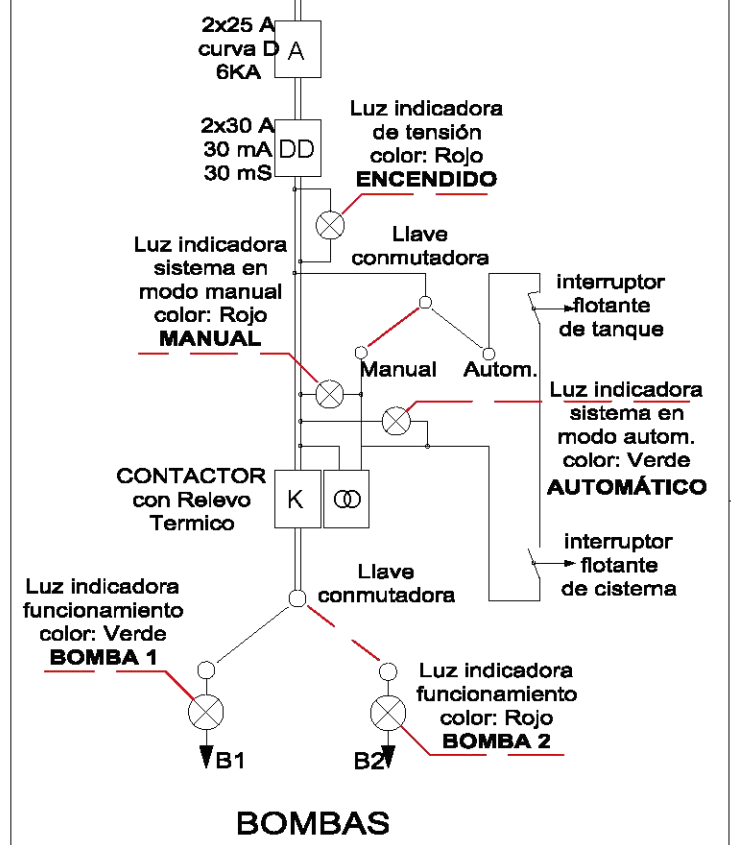 2x25 A
curva D
6KA
A
2x30 A
30 mA
30 mS
DD
Luz indicadora
de tensión
color: Rojo
ENCENDIDO
Luz indicadora
sistema en
modo manual
color: Rojo
MANUAL
Llave
conmutadora
interruptor
flotante
de tanque
Manual
Autom.
Luz indicadora
sistema en
modo autom.
color: Verde
AUTOMÁTICO
CONTACTOR
con Relevo
Termico
K
interruptor
flotante
de cisterna
Llave
conmutadora
Luz indicadora
funcionamiento
color: Verde
BOMBA 1
Luz indicadora
funcionamiento
color: Rojo
BOMBA 2
B1
B2
BOMBAS